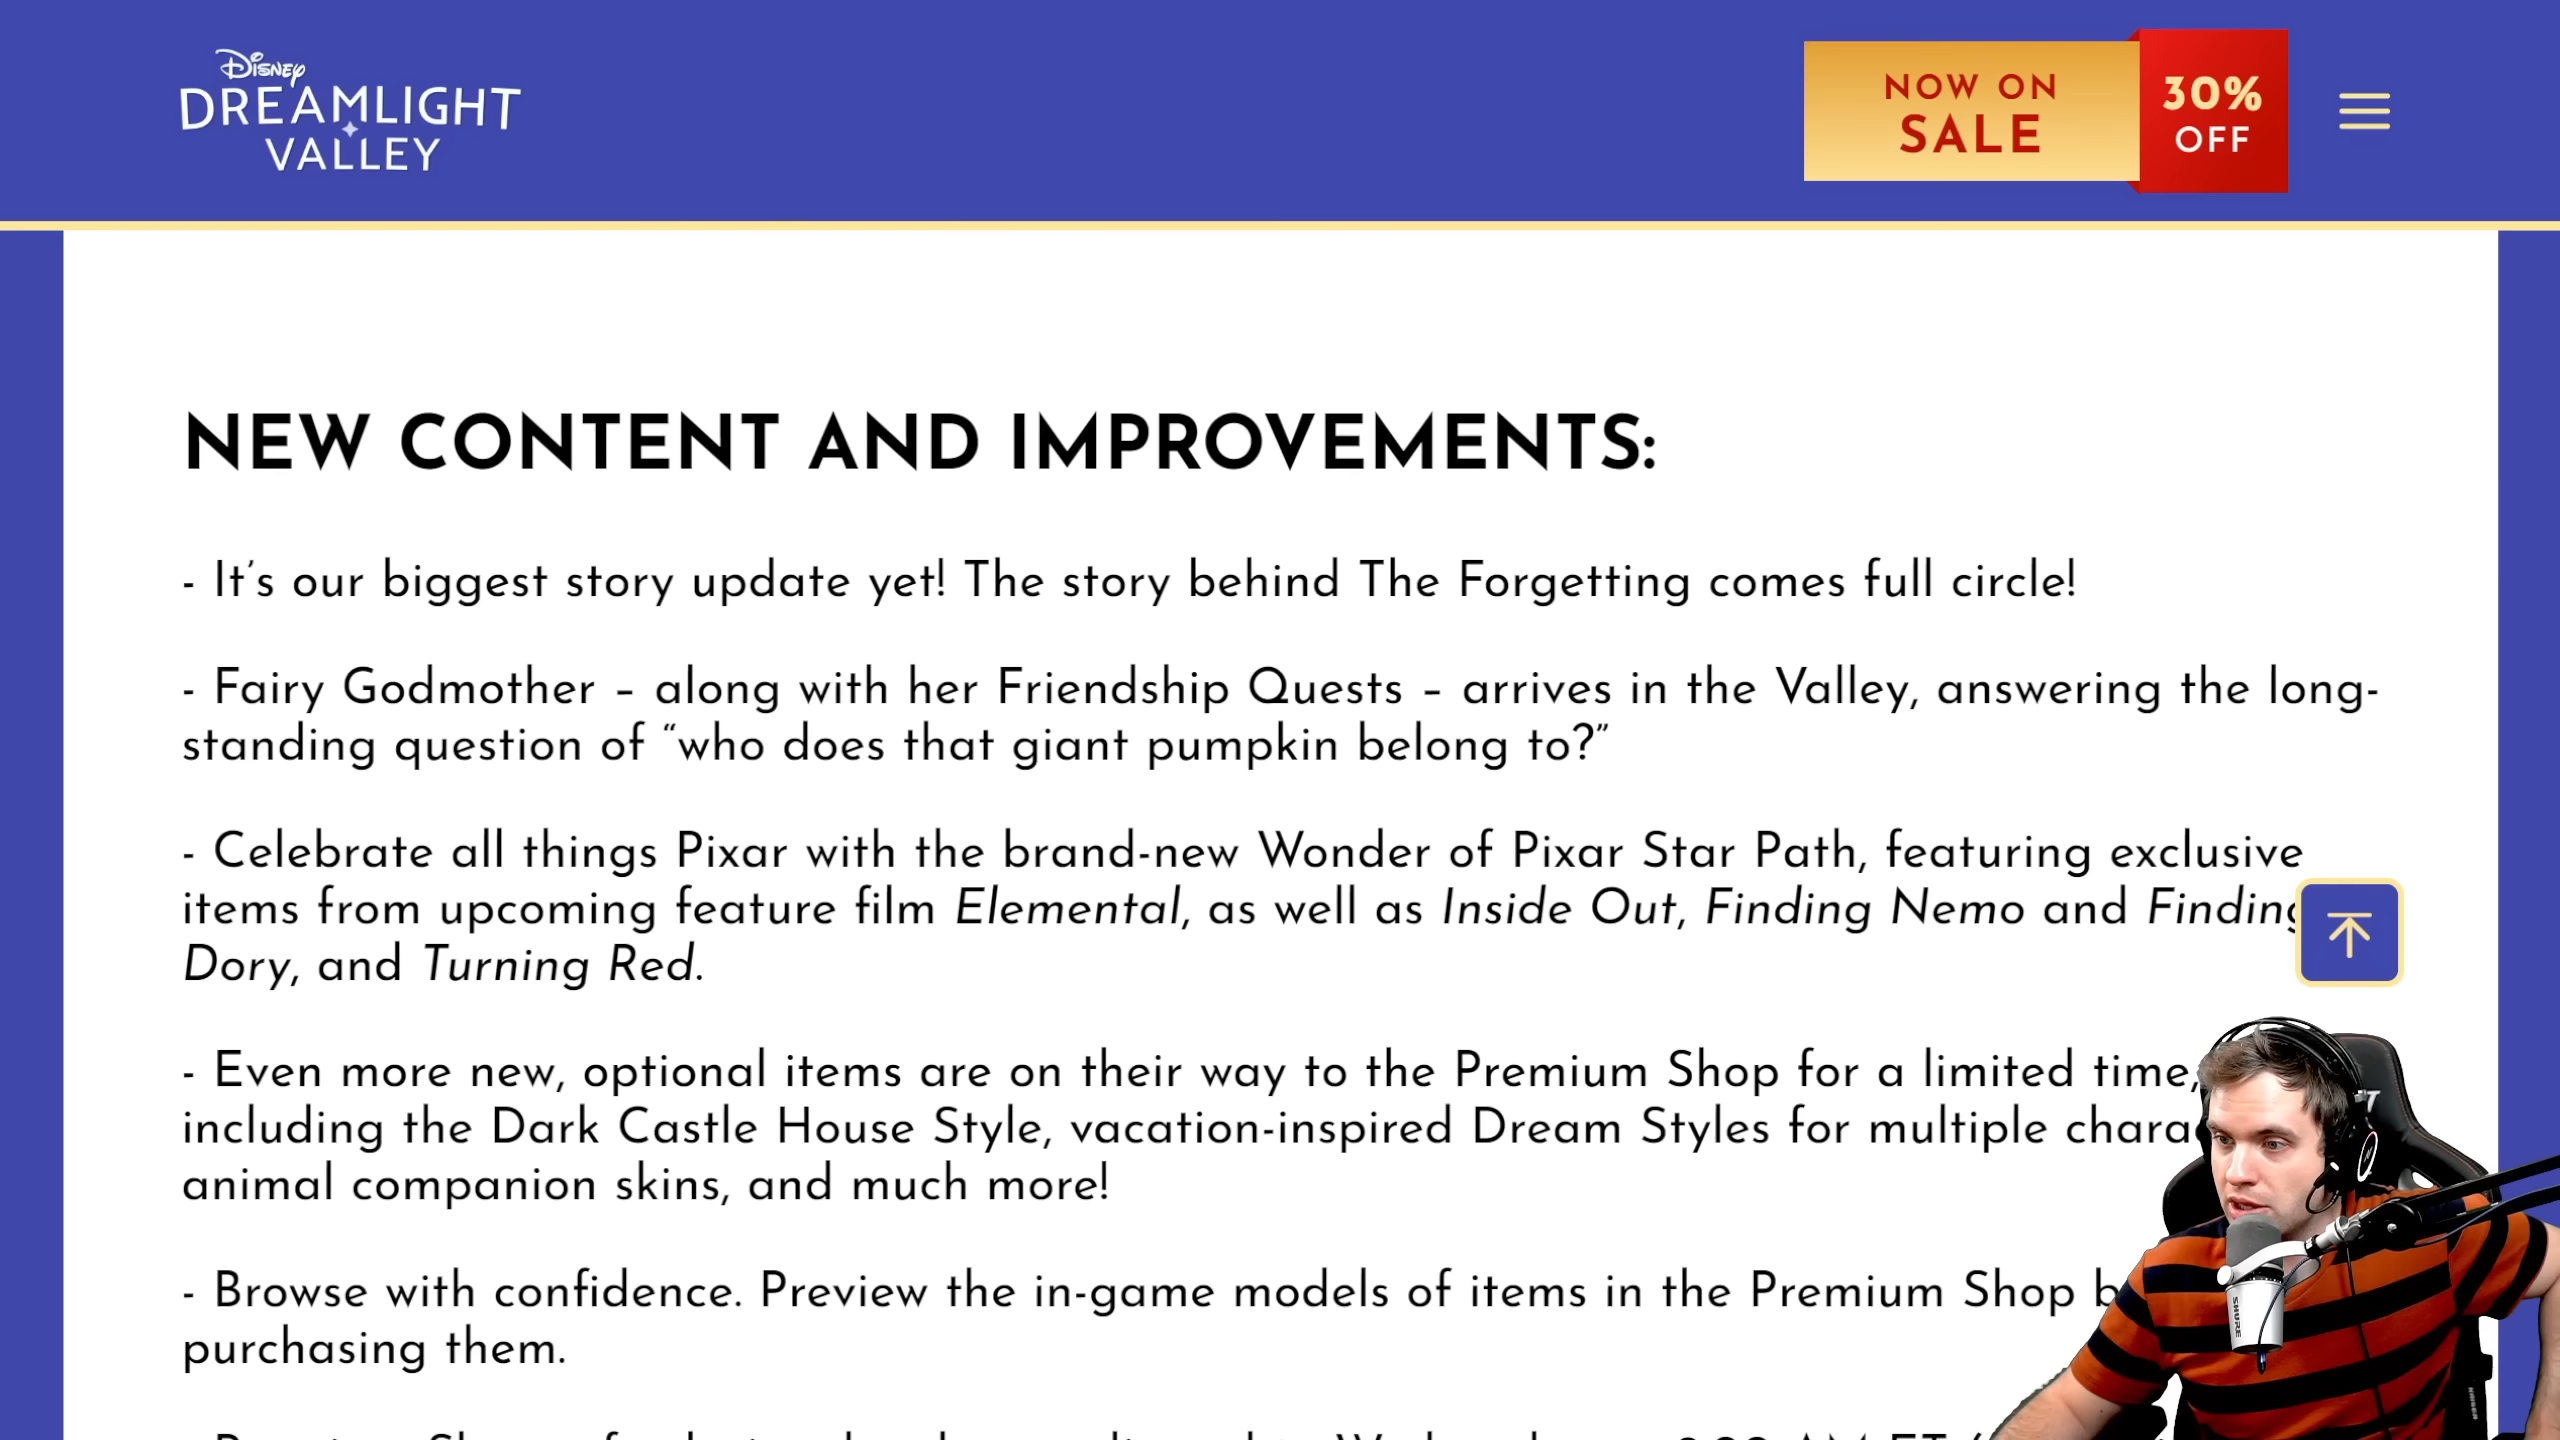 Disney
DREAMLIGHT
VALLEY
NOW ON
SALE
30%
OFF
NEW CONTENT AND IMPROVEMENTS:
- It’s our biggest story update yet! The story behind The Forgetting comes full circle!
- Fairy Godmother – along with her Friendship Quests – arrives in the Valley, answering the long-
standing question of “who does that giant pumpkin belong to?”
- Celebrate all things Pixar with the brand-new Wonder of Pixar Star Path, featuring exclusive
items from upcoming feature film Elemental, as well as Inside Out, Finding Nemo and Finding
Dory, and Turning Red.
- Even more new, optional items are on their way to the Premium Shop for a limited time,
including the Dark Castle House Style, vacation-inspired Dream Styles for multiple
animal companion skins, and much more!
- Browse with confidence. Preview the in-game models of items in the Premium Shop
purchasing them.
SHURE